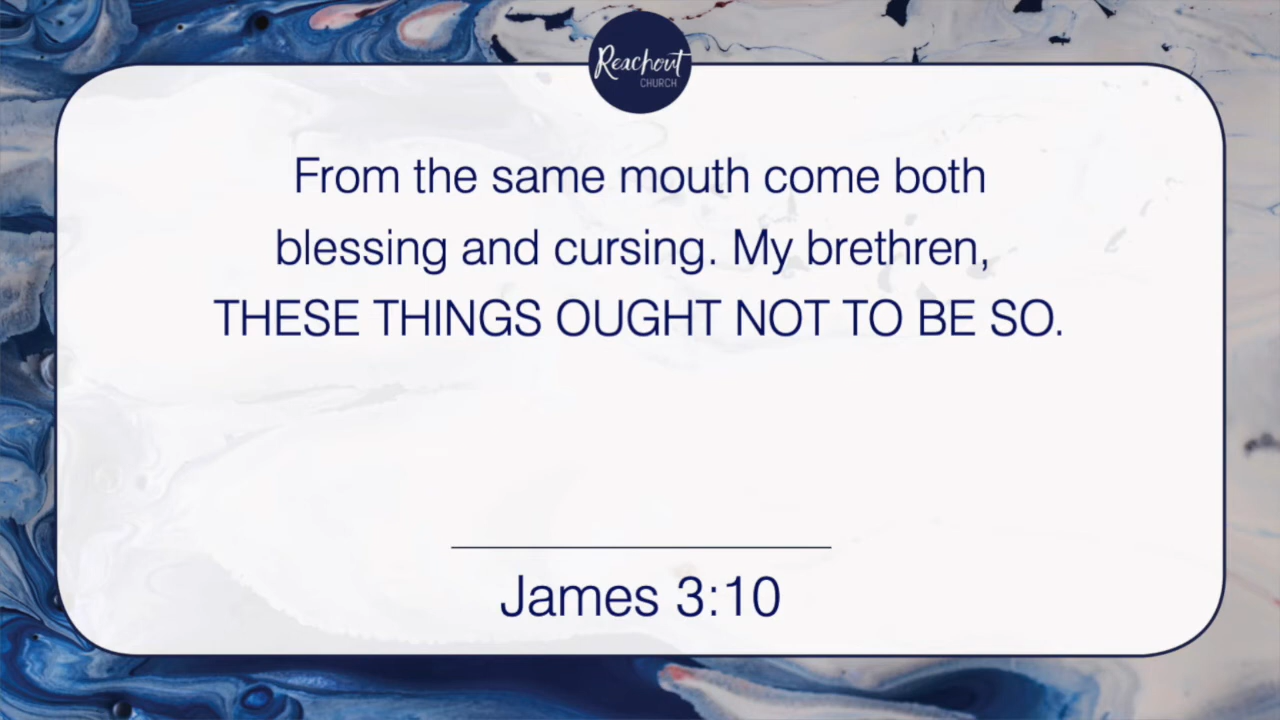 Reachout
CHURCH
From the same mouth come both
blessing and cursing. My brethren,
THESE THINGS OUGHT NOT TO BE SO.
James 3:10